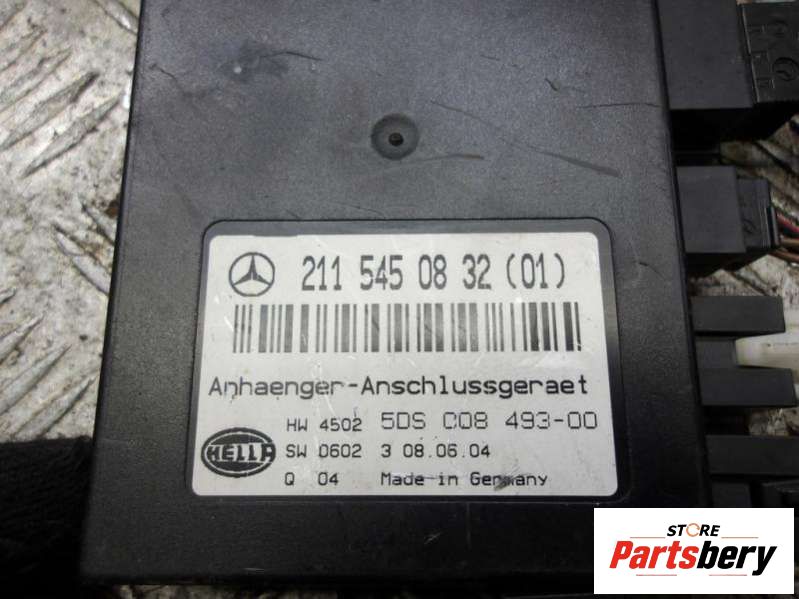 211 545 08 32 (01)
Anhaenger-Anschlussgeraet
HW 4502 5DS 008 493-00
HELLA SW 0602 3 08.06.04
Q 04 Made in Germany
STORE
Partsbery